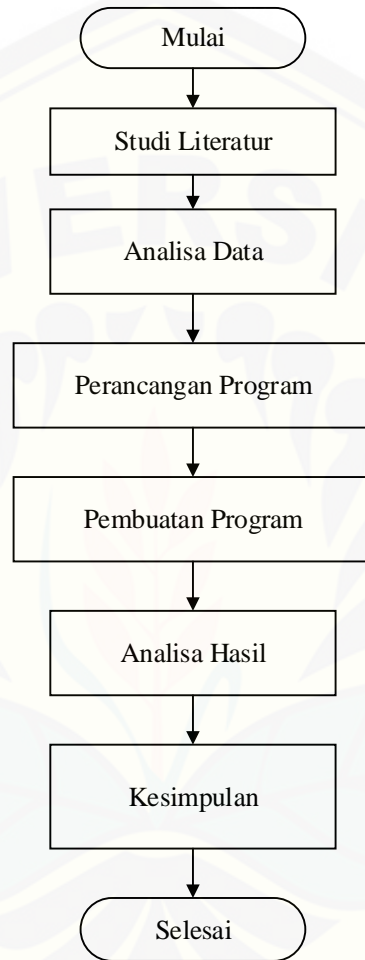 Mulai
Studi Literatur
Analisa Data
Perancangan Program
Pembuatan Program
Analisa Hasil
Kesimpulan
Selesai